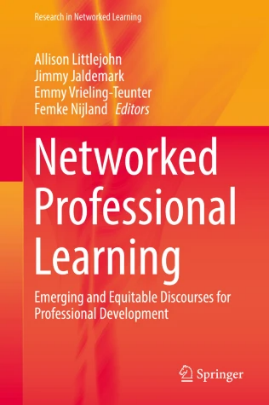 Research in Networked Learning
Allison Littlejohn
Jimmy Jaldemark
Emmy Vrieling-Teunter
Femke Nijland Editors
Networked
Professional
Learning
Emerging and Equitable Discourses for
Professional Development
Springer